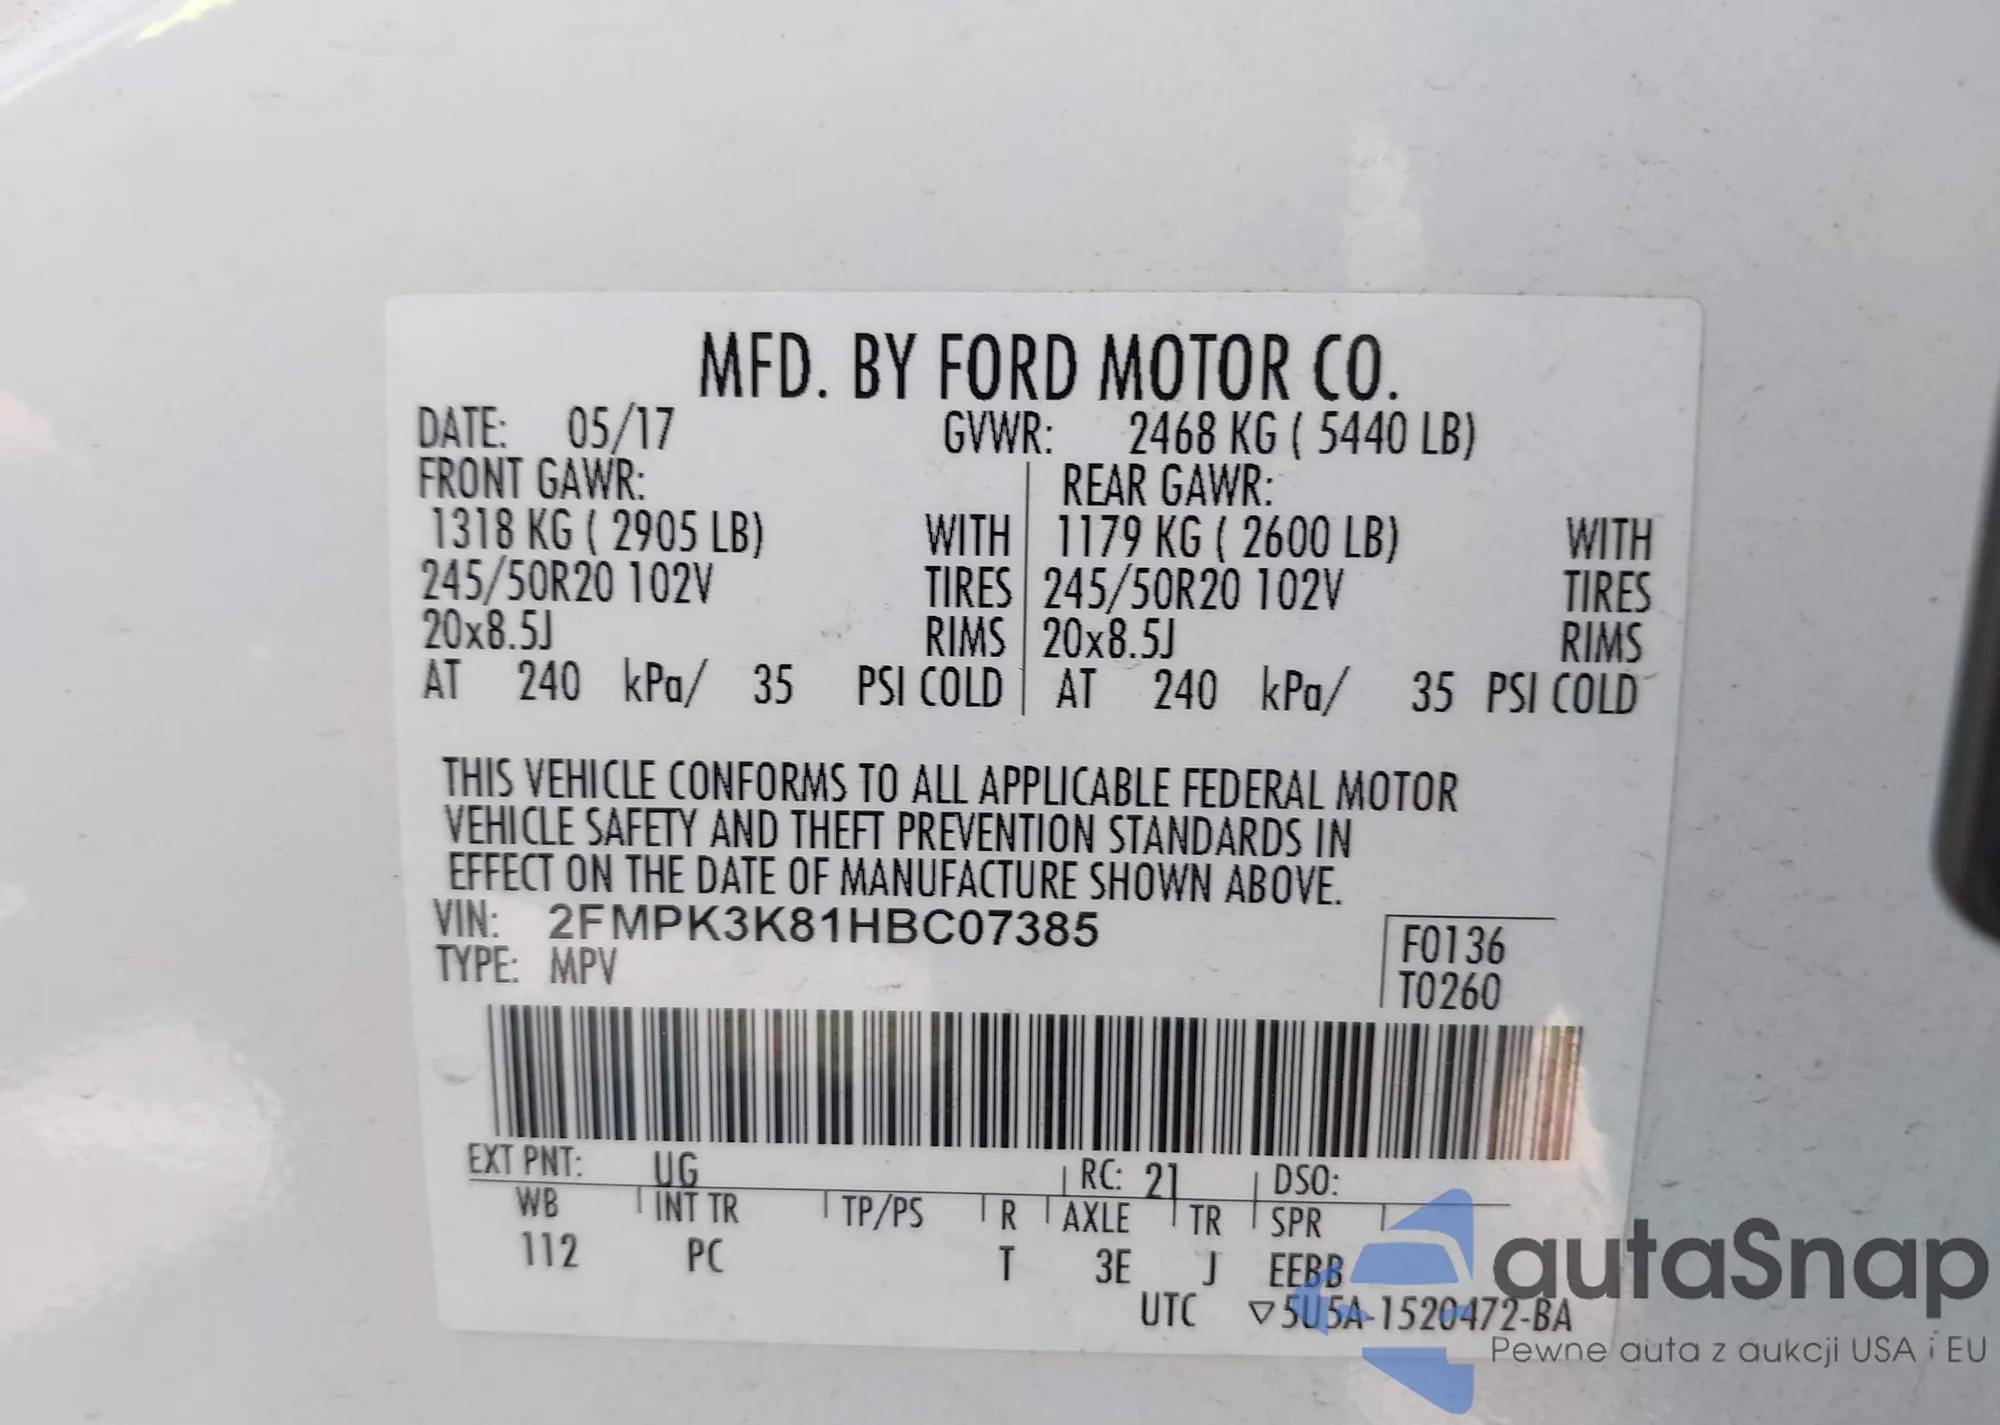 MFD. BY FORD MOTOR CO.
DATE: 05/17 GVWR: 2468 KG ( 5440 LB)
FRONT GAWR: REAR GAWR:
1318 KG ( 2905 LB) WITH 1179 KG ( 2600 LB) WITH
245/50R20 102V TIRES 245/50R20 102V TIRES
20x8.5J RIMS 20x8.5J RIMS
AT 240 kPa/ 35 PSI COLD AT 240 kPa/ 35 PSI COLD
THIS VEHICLE CONFORMS TO ALL APPLICABLE FEDERAL MOTOR
VEHICLE SAFETY AND THEFT PREVENTION STANDARDS IN
EFFECT ON THE DATE OF MANUFACTURE SHOWN ABOVE.
VIN: 2FMPK3K81HBC07385
TYPE: MPV
F0136
T0260
EXT PNT: UG RC: 21 DSO:
WB INT TR TP/PS R AXLE TR SPR
112 PC T 3E J EEBB
UTC ▽5U5A-1520472-BA
autaSnap
Pewne auta z aukcji USA i EU